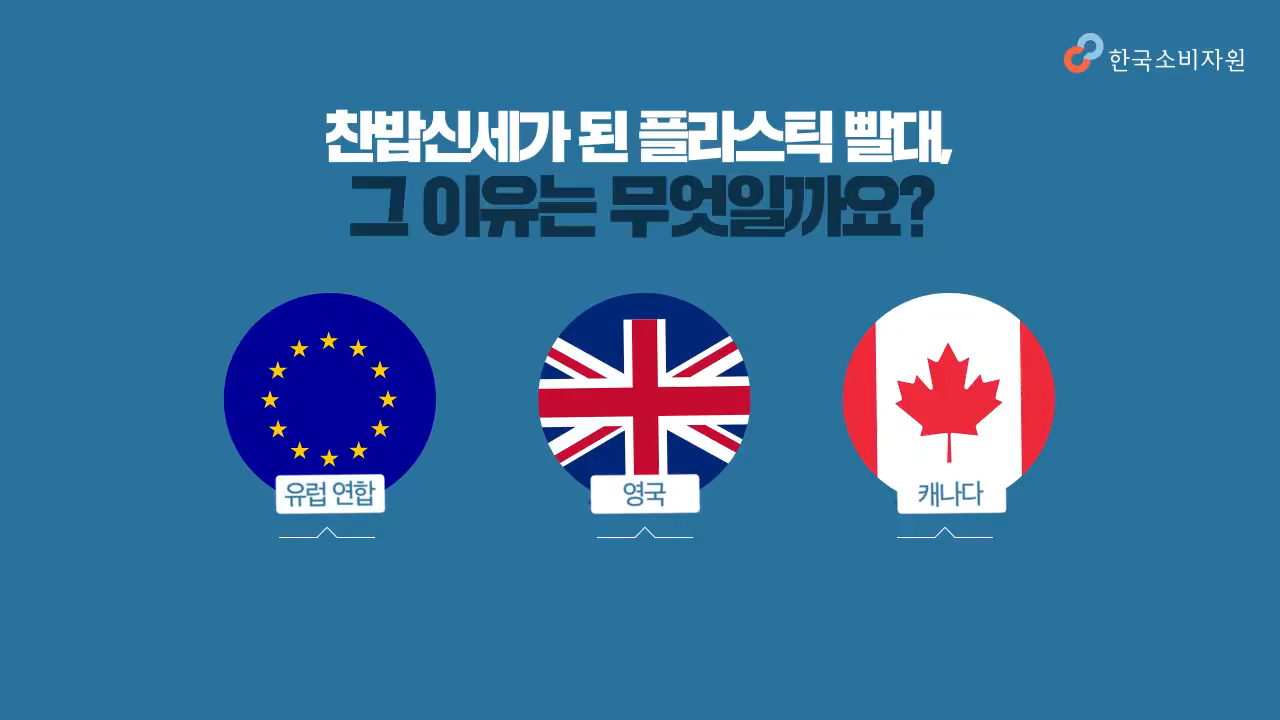 한국소비자원
찬밥신세가 된 플라스틱 빨대,
그 이유는 무엇일까요?
유럽 연합
영국
캐나다